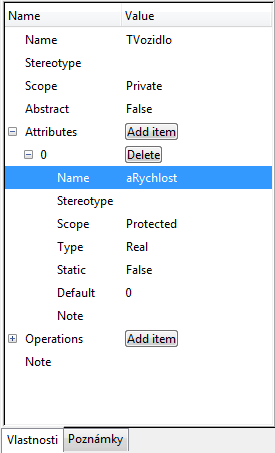 Name Value
Name TVozidlo
Stereotype
Scope Private
Abstract False
Attributes Add item
0 Delete
Name aRychlost
Stereotype
Scope Protected
Type Real
Static False
Default 0
Note
Operations Add item
Note
Vlastnosti Poznámky